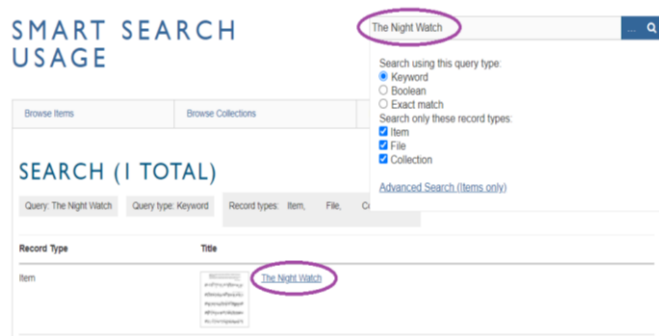 SMART SEARCH
USAGE
The Night Watch
...
Search using this query type:
Keyword
Boolean
Exact match
Search only these record types:
Item
File
Collection
Advanced Search (Items only)
Browse Items Browse Collections
SEARCH (1 TOTAL)
Query: The Night Watch Query type: Keyword Record types: Item, File,
Record Type Title
Item The Night Watch